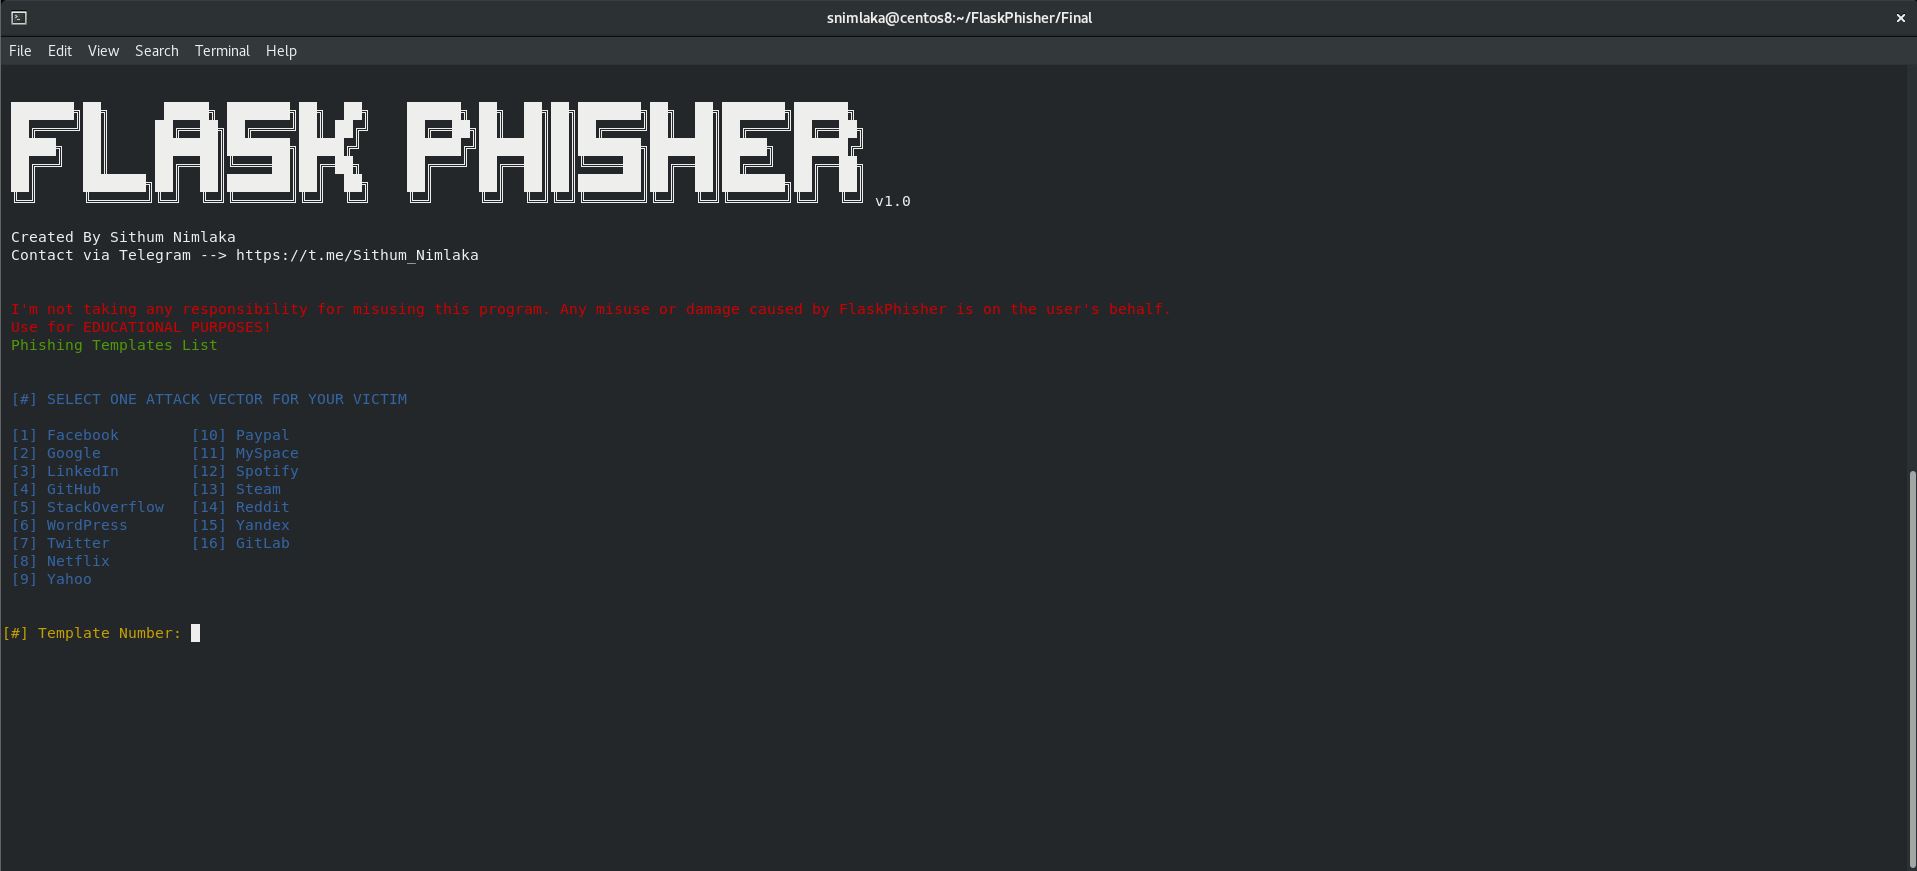 snimlaka@centos8:~/FlaskPhisher/Final
File Edit View Search Terminal Help
FLASK PHISHER v1.0
Created By Sithum Nimlaka
Contact via Telegram --> https://t.me/Sithum_Nimlaka
I'm not taking any responsibility for misusing this program. Any misuse or damage caused by FlaskPhisher is on the user's behalf.
Use for EDUCATIONAL PURPOSES!
Phishing Templates List
[#] SELECT ONE ATTACK VECTOR FOR YOUR VICTIM
[1] Facebook [10] Paypal
[2] Google [11] MySpace
[3] LinkedIn [12] Spotify
[4] GitHub [13] Steam
[5] StackOverflow [14] Reddit
[6] WordPress [15] Yandex
[7] Twitter [16] GitLab
[8] Netflix
[9] Yahoo
[#] Template Number: